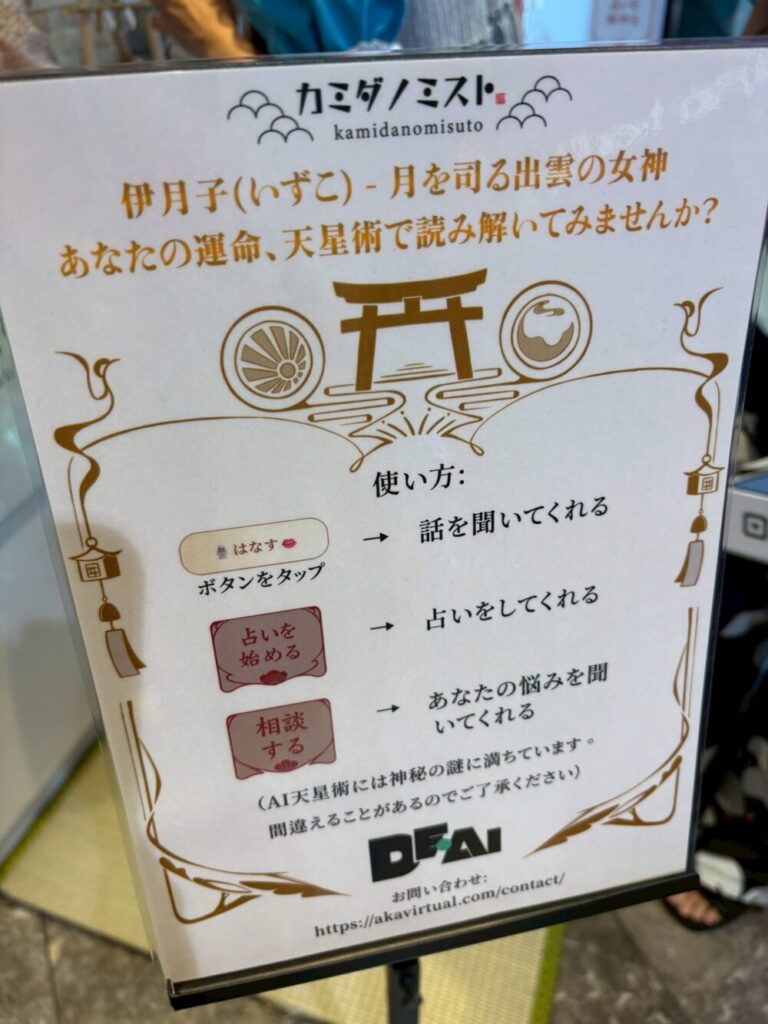 カミダノミスト
kamidanomisuto
伊月子(いずこ) - 月を司る出雲の女神
あなたの運命、天星術で読み解いてみませんか?
使い方:
はなす → 話を聞いてくれる
ボタンをタップ
占いを
始める
→ 占いをしてくれる
相談
する
→ あなたの悩みを聞
いてくれる
(AI天星術には神秘の謎に満ちています。
間違えることがあるのでご了承ください)
DEAI
お問い合わせ:
https://akavirtual.com/contact/